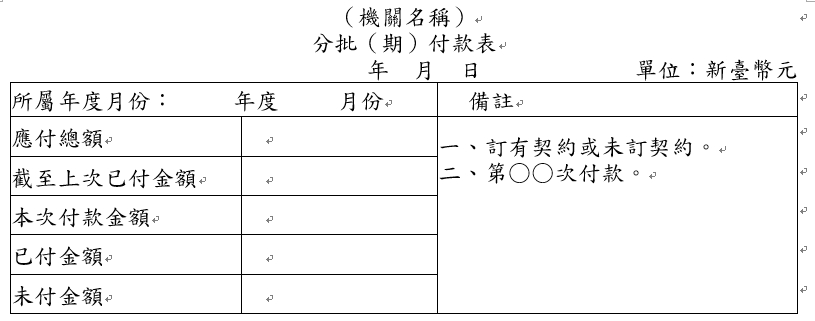 （機關名稱）
分批（期）付款表
年 月 日 單位：新臺幣元
所屬年度月份： 年度 月份 備註
應付總額
截至上次已付金額
本次付款金額
已付金額
未付金額
一、訂有契約或未訂契約。
二、第○○次付款。